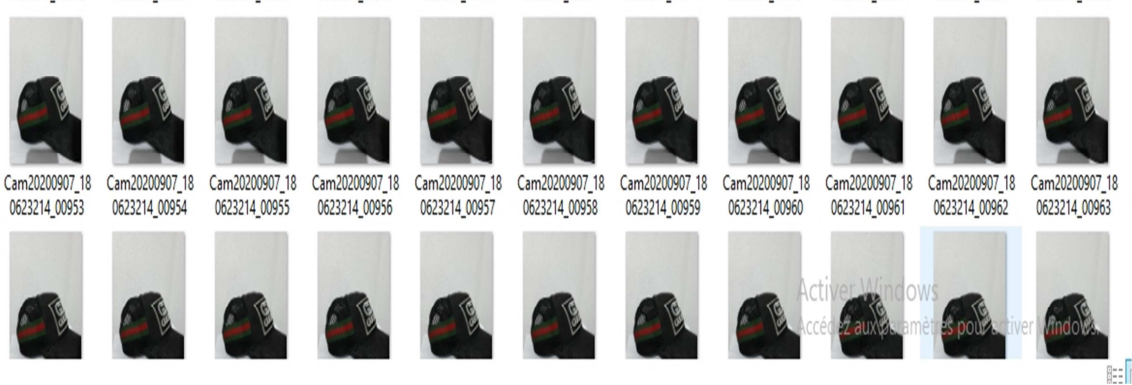 Cam20200907_18 Cam20200907_18 Cam20200907_18 Cam20200907_18 Cam20200907_18 Cam20200907_18 Cam20200907_18 Cam20200907_18 Cam20200907_18 Cam20200907_18 Cam20200907_18
0623214_00953 0623214_00954 0623214_00955 0623214_00956 0623214_00957 0623214_00958 0623214_00959 0623214_00960 0623214_00961 0623214_00962 0623214_00963
Activer Windows
Accédez aux paramètres pour activer Windows.